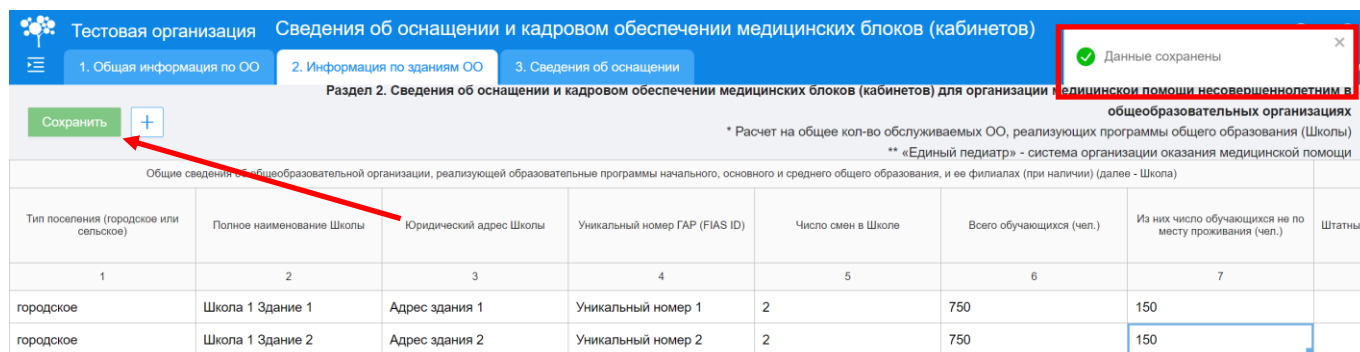 Тестовая организация Сведения об оснащении и кадровом обеспечении медицинских блоков (кабинетов)
Данные сохранены
1. Общая информация по ОО
2. Информация по зданиям ОО
3. Сведения об оснащении
Раздел 2. Сведения об оснащении и кадровом обеспечении медицинских блоков (кабинетов) для организации медицинской помощи несовершеннолетним в
общеобразовательных организациях
Сохранить +
* Расчет на общее кол-во обслуживаемых ОО, реализующих программы общего образования (Школы)
** «Единый педиатр» - система организации оказания медицинской помощи
Общие сведения об общеобразовательной организации, реализующей образовательные программы начального, основного и среднего общего образования, и ее филиалах (при наличии) (далее - Школа)
Тип поселения (городское или
сельское)
Полное наименование Школы
Юридический адрес Школы
Уникальный номер ГАР (FIAS ID)
Число смен в Школе
Всего обучающихся (чел.)
Из них число обучающихся не по
месту проживания (чел.)
Штатны
1 2 3 4 5 6 7
городское Школа 1 Здание 1 Адрес здания 1 Уникальный номер 1 2 750 150
городское Школа 1 Здание 2 Адрес здания 2 Уникальный номер 2 2 750 150